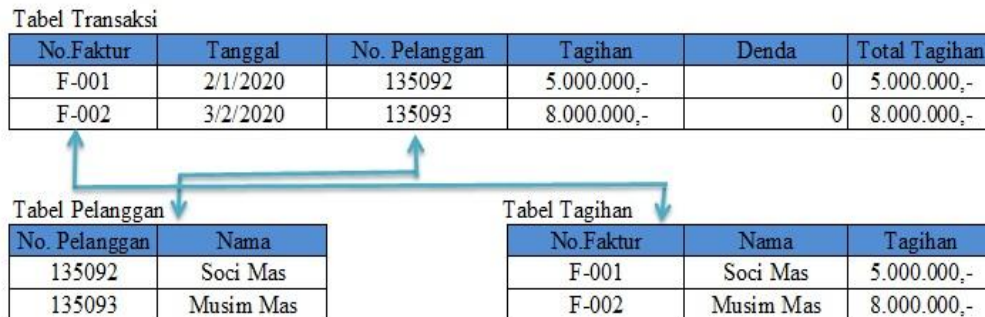 Tabel Transaksi
No.Faktur Tanggal No. Pelanggan Tagihan Denda Total Tagihan
F-001 2/1/2020 135092 5.000.000,- 0 5.000.000,-
F-002 3/2/2020 135093 8.000.000,- 0 8.000.000,-
Tabel Pelanggan
No. Pelanggan Nama
135092 Soci Mas
135093 Musim Mas
Tabel Tagihan
No.Faktur Nama Tagihan
F-001 Soci Mas 5.000.000,-
F-002 Musim Mas 8.000.000,-